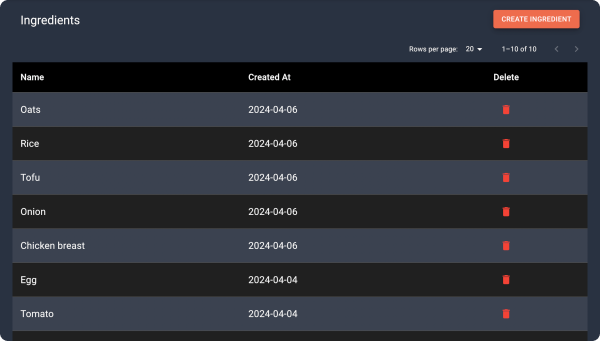 Ingredients
CREATE INGREDIENT
Rows per page: 20 1–10 of 10
Name Created At Delete
Oats 2024-04-06
Rice 2024-04-06
Tofu 2024-04-06
Onion 2024-04-06
Chicken breast 2024-04-06
Egg 2024-04-04
Tomato 2024-04-04